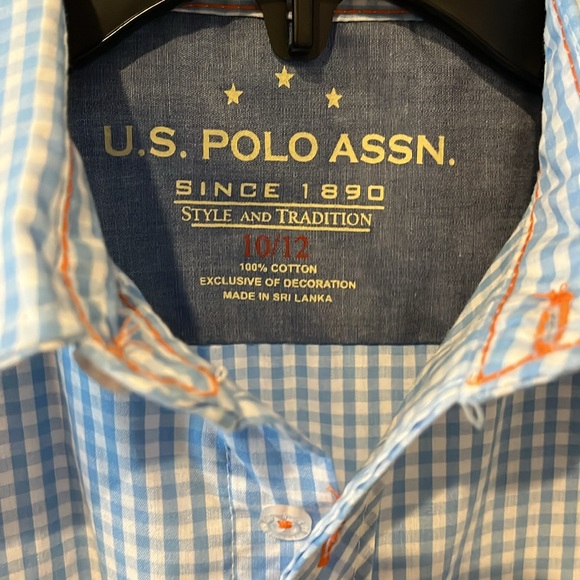 U.S. POLO ASSN.
SINCE 1890
STYLE AND TRADITION
10/12
100% COTTON
EXCLUSIVE OF DECORATION
MADE IN SRI LANKA